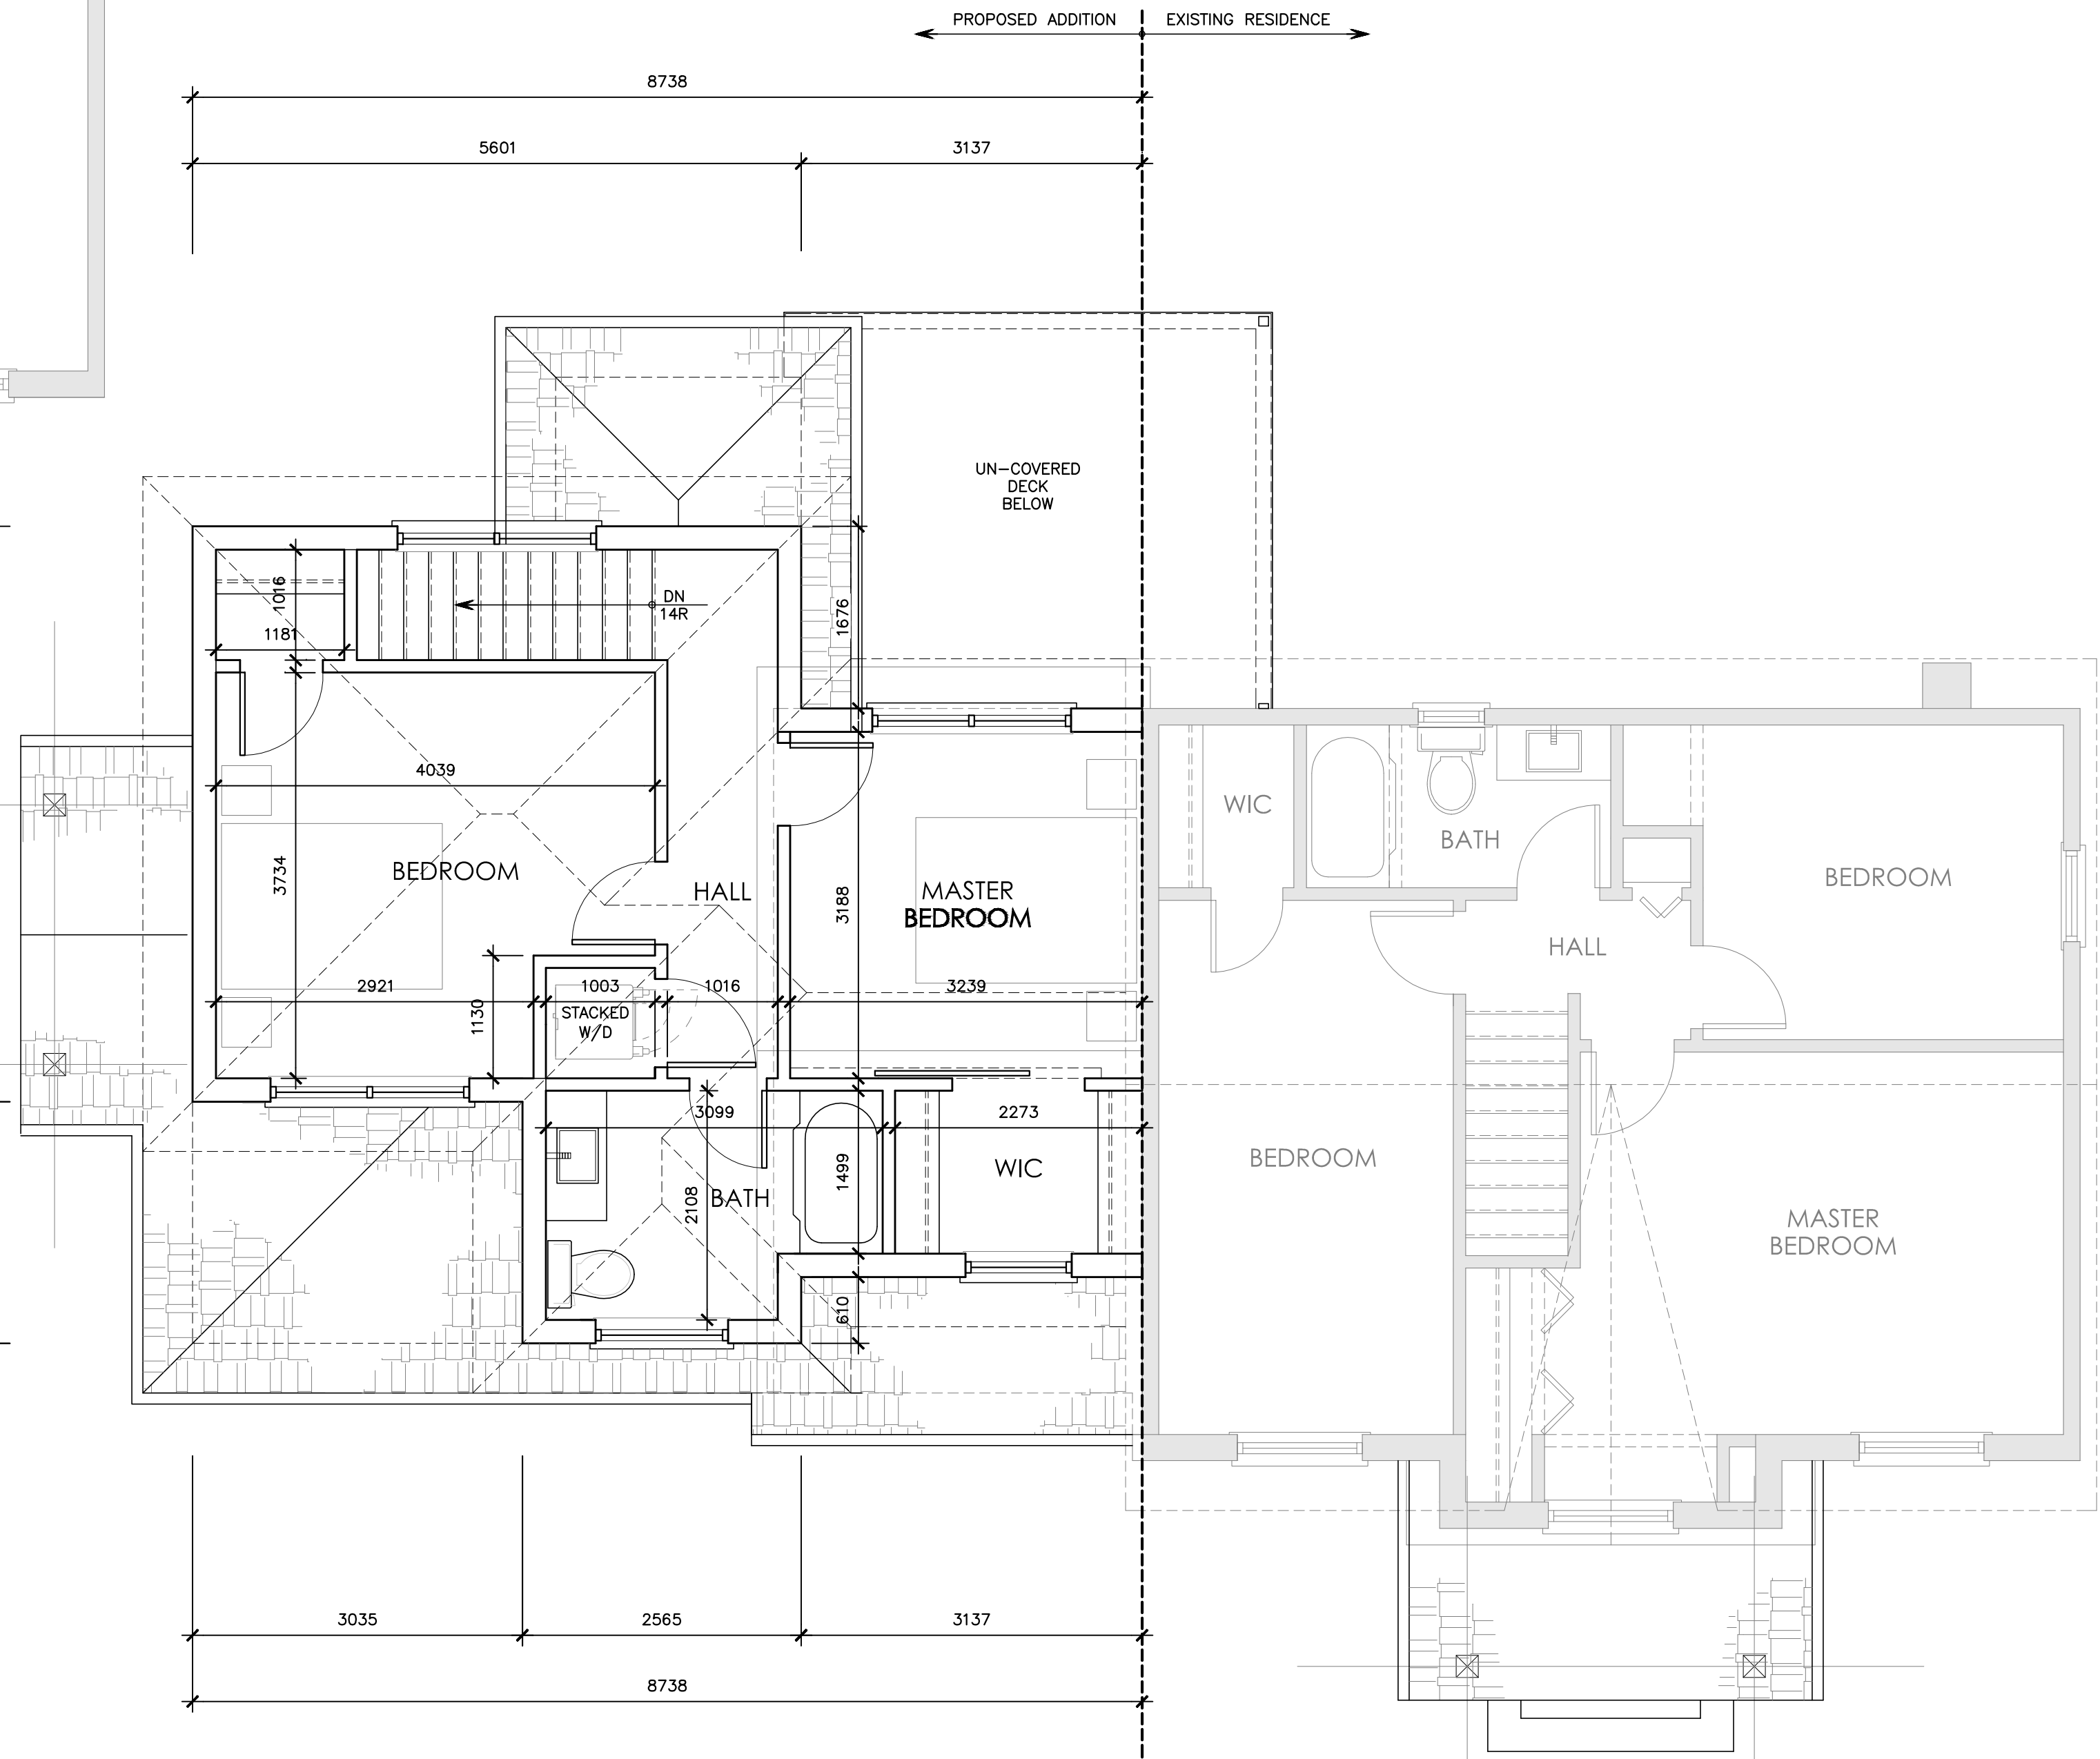 PROPOSED ADDITION EXISTING RESIDENCE
8738
5601 3137
UN-COVERED
DECK
BELOW
1016
DN
14R
1676
1181
4039
WIC
BATH
BEDROOM
BEDROOM
3734
HALL
MASTER
BEDROOM
3188
HALL
2921 1003 1016 3239
STACKED
W/D
1130
3099 2273
BEDROOM
WIC
1499
BATH
2108
MASTER
BEDROOM
610
3035 2565 3137
8738